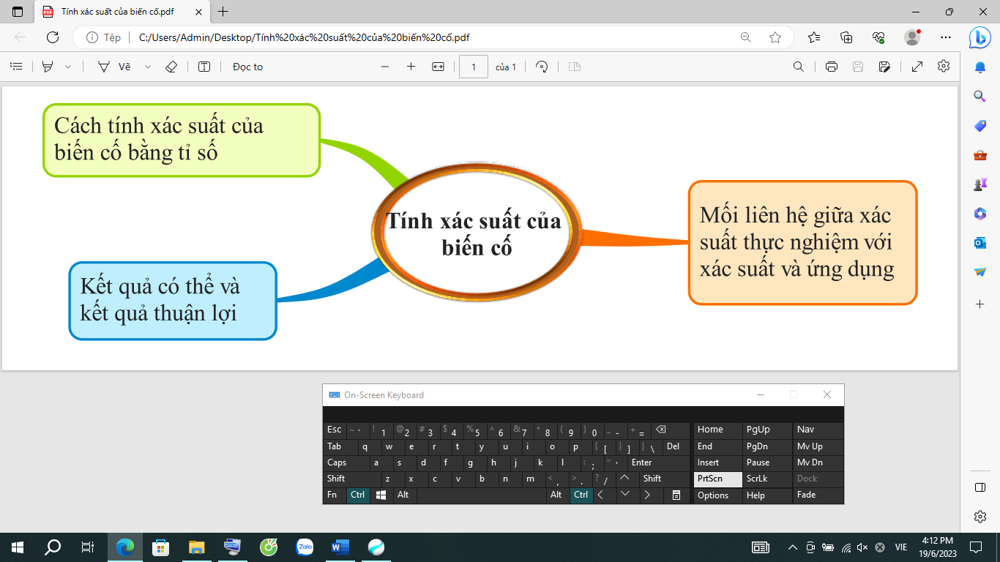 Tính xác suất của biến cố.pdf
Tệp
C:/Users/Admin/Desktop/Tính%20xác%20suất%20của%20biến%20cố.pdf
Vẽ
Đọc to
1
của 1
Cách tính xác suất của
biến cố bằng tỉ số
Tính xác suất của
biến cố
Mối liên hệ giữa xác
suất thực nghiệm với
xác suất và ứng dụng
Kết quả có thể và
kết quả thuận lợi
On-Screen Keyboard
Esc ~ ` ! 1 @ 2 # 3 $ 4 % 5 ^ 6 & 7 * 8 ( 9 ) 0 _ - + = Home PgUp Nav
Tab q w e r t y u i o p { [ } ] | \ Del End PgDn Mv Up
Caps a s d f g h j k l : ; " ' Enter Insert Pause Mv Dn
Shift z x c v b n m < , > . ? / Shift PrtScn ScrLk Dock
Fn Ctrl Alt Alt Ctrl Options Help Fade
Zalo
VIE
4:12 PM
19/6/2023